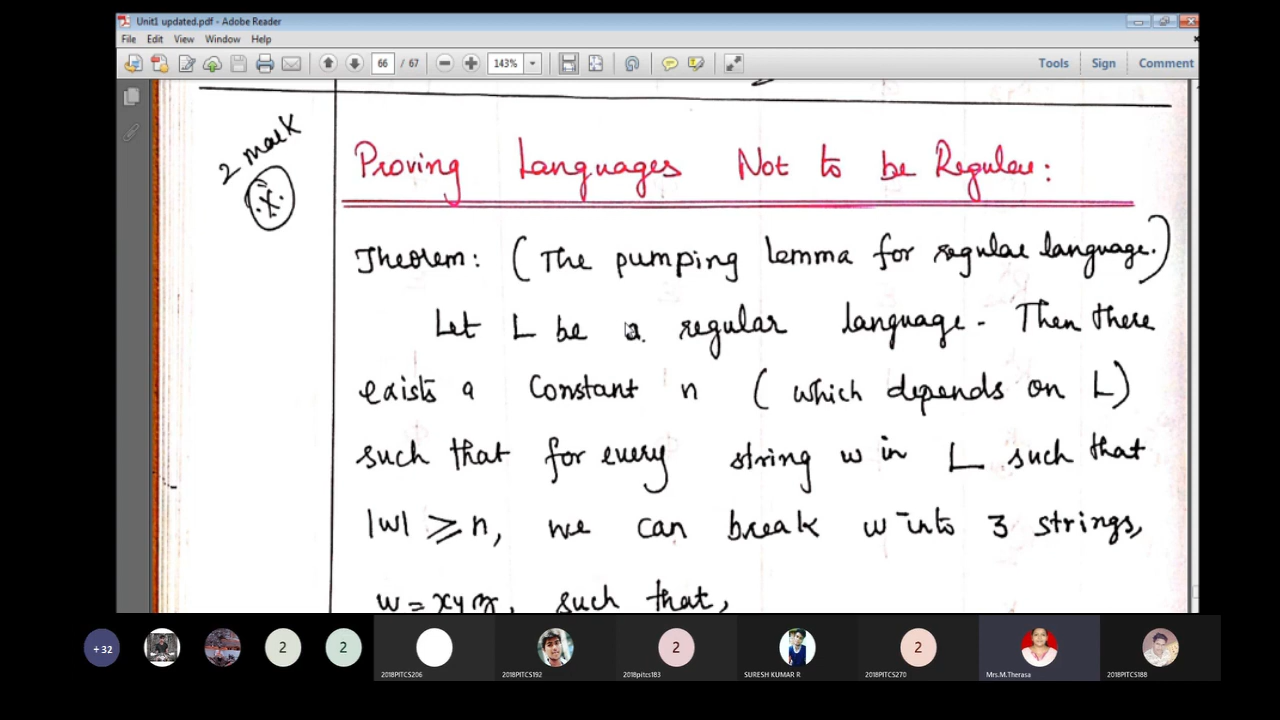 Unit1 updated.pdf - Adobe Reader
File Edit View Window Help
66 / 67 143% Tools Sign Comment
2 mark
Proving Languages Not to be Regular:
Theorem: (The pumping lemma for regular language.)
Let L be a regular language. Then there
exists a constant n (which depends on L)
such that for every string w in L such that
|w| ≥ n, we can break w into 3 strings,
w = xyz, such that,
+32 2 2 2 2
2018PITCS206 2018PITCS192 2018pitcs183 SURESH KUMAR R 2018PITCS270 Mrs.M.Therasa 2018PITCS188